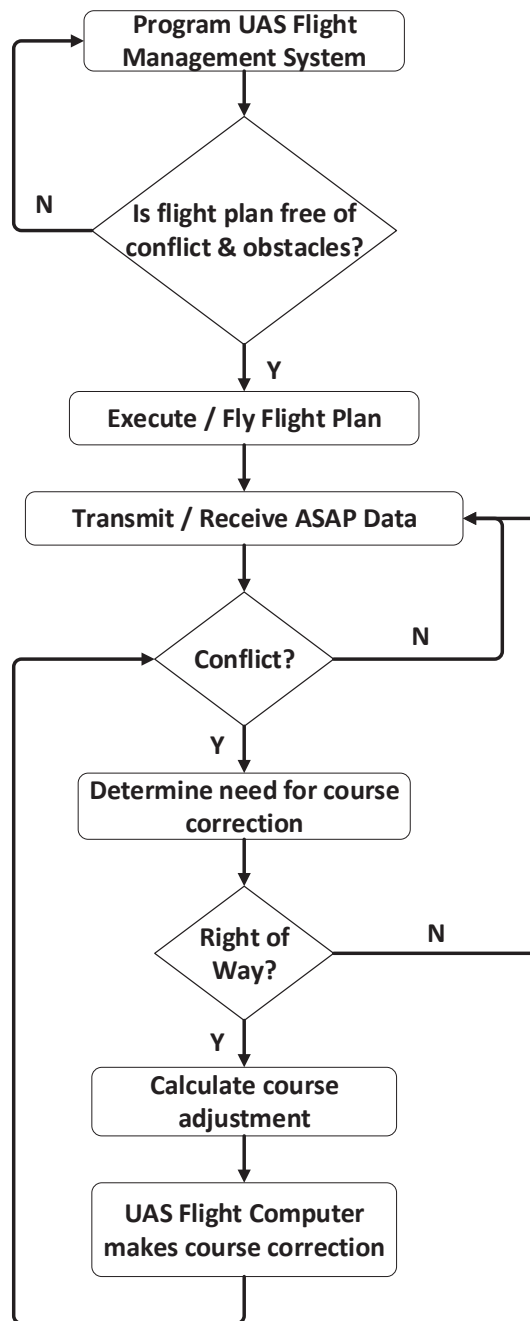 Program UAS Flight
Management System
N
Is flight plan free of
conflict & obstacles?
Y
Execute / Fly Flight Plan
Transmit / Receive ASAP Data
N
Conflict?
Y
Determine need for course
correction
N
Right of
Way?
Y
Calculate course
adjustment
UAS Flight Computer
makes course correction